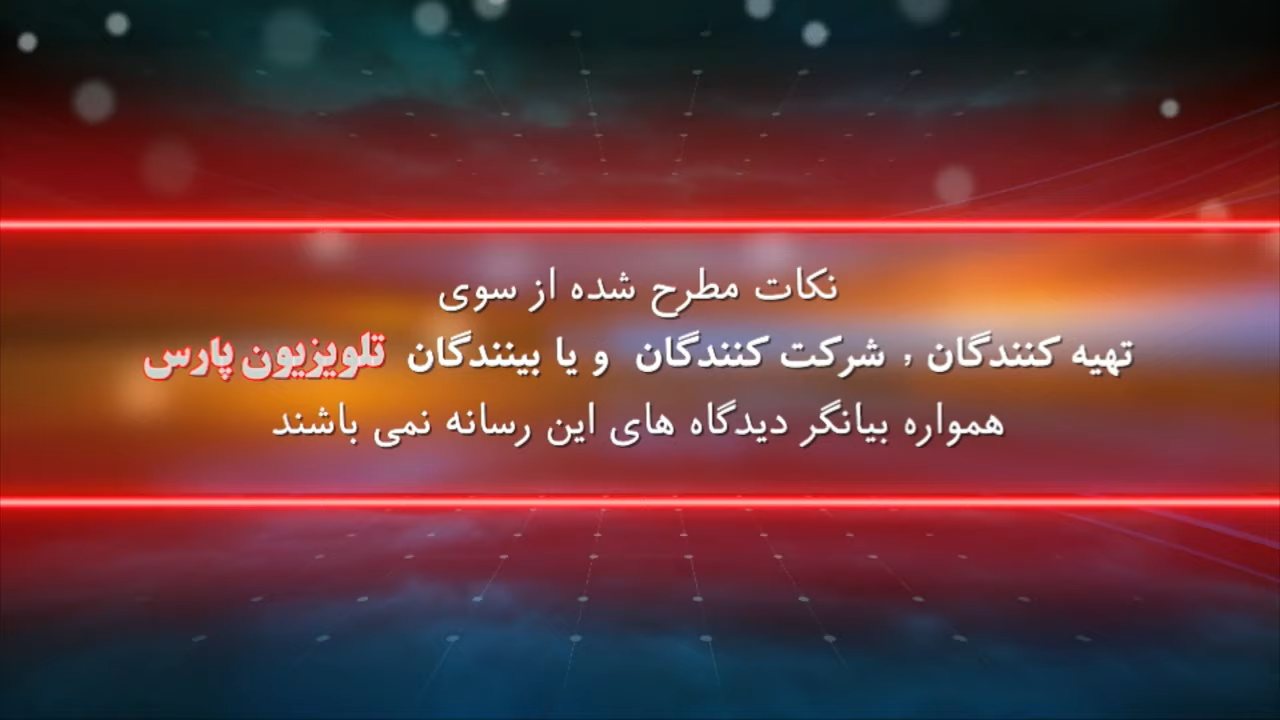 نکات مطرح شده از سوی
تهیه کنندگان , شرکت کنندگان و یا بینندگان تلویزیون پارس
همواره بیانگر دیدگاه های این رسانه نمی باشند